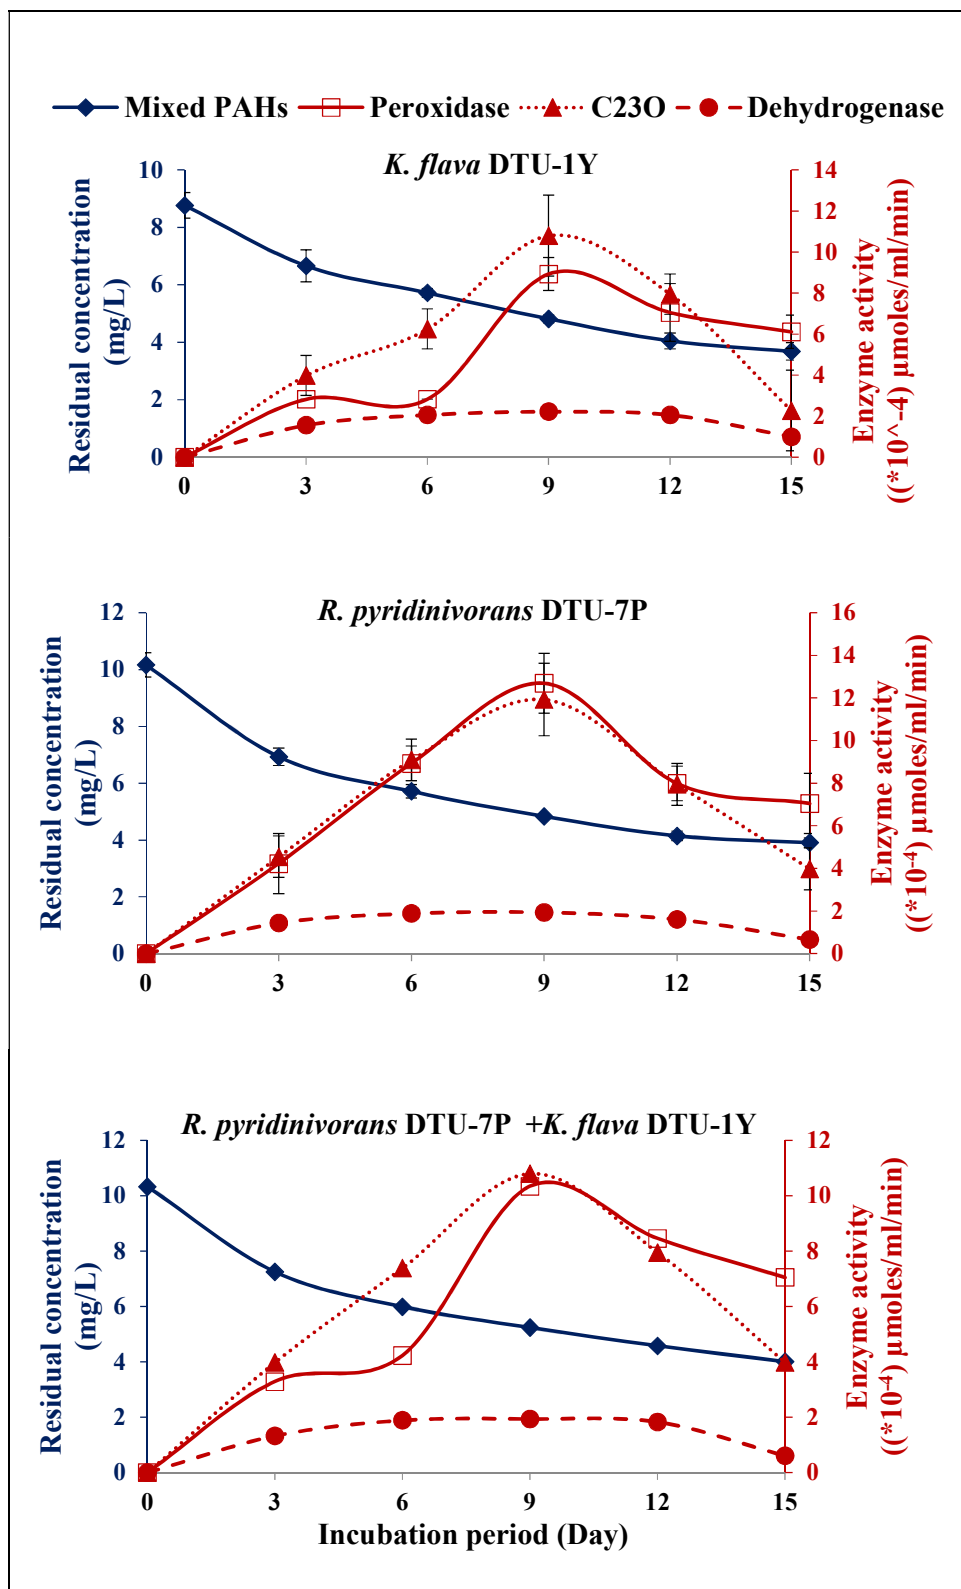 Mixed PAHs Peroxidase C23O Dehydrogenase
K. flava DTU-1Y
Residual concentration
(mg/L)
10
8
6
4
2
0
14
12
10
8
6
4
2
0
Enzyme activity
((*10^-4) µmoles/ml/min)
0 3 6 9 12 15
R. pyridinivorans DTU-7P
Residual concentration
(mg/L)
12
10
8
6
4
2
0
16
14
12
10
8
6
4
2
0
Enzyme activity
((*10-4) µmoles/ml/min)
0 3 6 9 12 15
R. pyridinivorans DTU-7P +K. flava DTU-1Y
Residual concentration
(mg/L)
12
10
8
6
4
2
0
12
10
8
6
4
2
0
Enzyme activity
((*10-4) µmoles/ml/min)
0 3 6 9 12 15
Incubation period (Day)